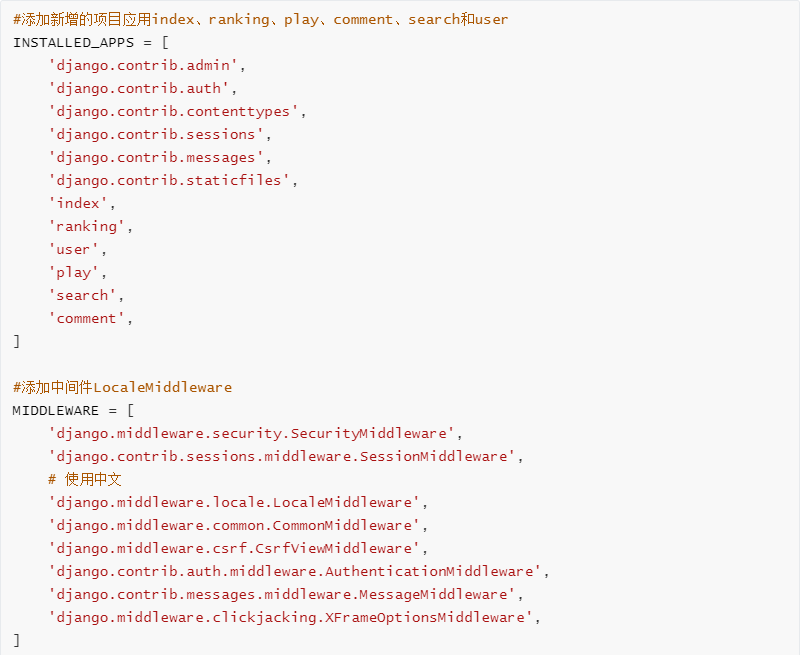 #添加新增的项目应用index、ranking、play、comment、search和user
INSTALLED_APPS = [
    'django.contrib.admin',
    'django.contrib.auth',
    'django.contrib.contenttypes',
    'django.contrib.sessions',
    'django.contrib.messages',
    'django.contrib.staticfiles',
    'index',
    'ranking',
    'user',
    'play',
    'search',
    'comment',
]
#添加中间件LocaleMiddleware
MIDDLEWARE = [
    'django.middleware.security.SecurityMiddleware',
    'django.contrib.sessions.middleware.SessionMiddleware',
    # 使用中文
    'django.middleware.locale.LocaleMiddleware',
    'django.middleware.common.CommonMiddleware',
    'django.middleware.csrf.CsrfViewMiddleware',
    'django.contrib.auth.middleware.AuthenticationMiddleware',
    'django.contrib.messages.middleware.MessageMiddleware',
    'django.middleware.clickjacking.XFrameOptionsMiddleware',
]